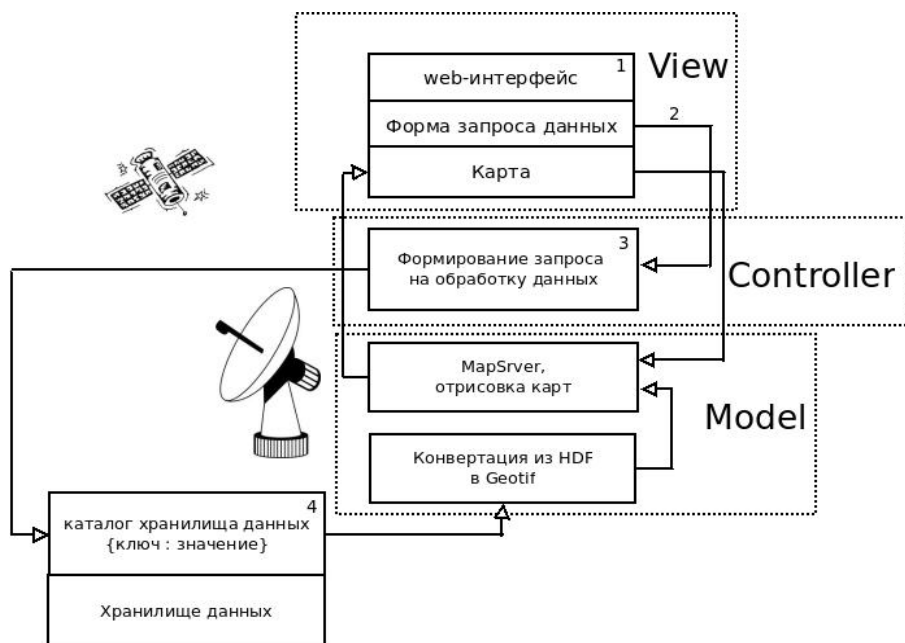 1
web-интерфейс
View
Форма запроса данных
2
Карта
3
Формирование запроса
на обработку данных
Controller
MapSrver,
отрисовка карт
Model
Конвертация из HDF
в Geotif
4
каталог хранилища данных
{ключ : значение}
Хранилище данных